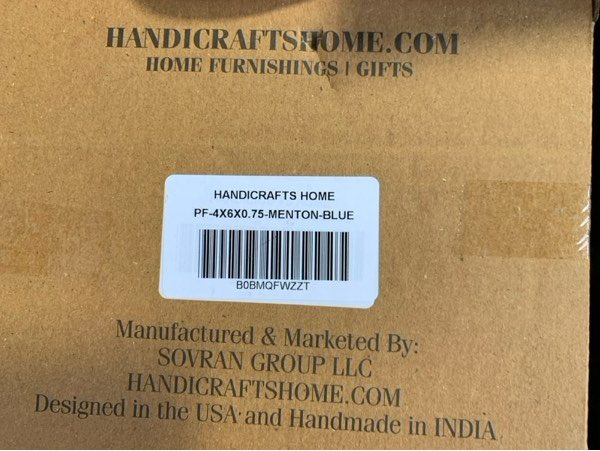 HANDICRAFTSHOME.COM
HOME FURNISHINGS | GIFTS
HANDICRAFTS HOME
PF-4X6X0.75-MENTON-BLUE
B0BMQFWZZT
Manufactured & Marketed By:
SOVRAN GROUP LLC
HANDICRAFTSHOME.COM
Designed in the USA and Handmade in INDIA